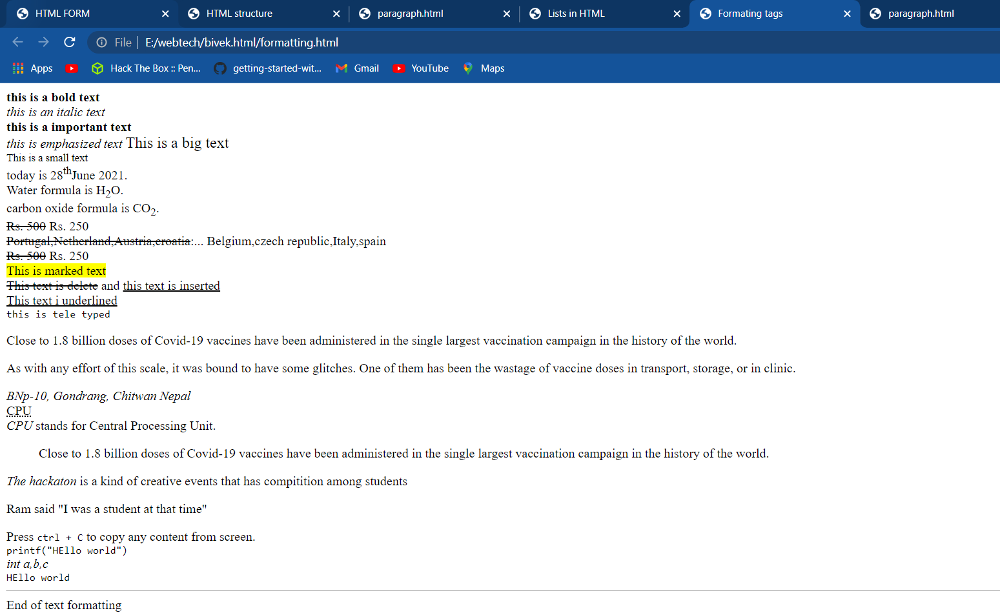 HTML FORM
HTML structure
paragraph.html
Lists in HTML
Formating tags
paragraph.html
File | E:/webtech/bivek.html/formatting.html
Apps
Hack The Box :: Pen...
getting-started-wit...
Gmail
YouTube
Maps
this is a bold text
this is an italic text
this is a important text
this is emphasized text This is a big text
This is a small text
today is 28thJune 2021.
Water formula is H2O.
carbon oxide formula is CO2.
Rs. 500 Rs. 250
Portugal,Netherland,Austria,croatia:... Belgium,czech republic,Italy,spain
Rs. 500 Rs. 250
This is marked text
This text is delete and this text is inserted
This text i underlined
this is tele typed
Close to 1.8 billion doses of Covid-19 vaccines have been administered in the single largest vaccination campaign in the history of the world.
As with any effort of this scale, it was bound to have some glitches. One of them has been the wastage of vaccine doses in transport, storage, or in clinic.
BNp-10, Gondrang, Chitwan Nepal
CPU
CPU stands for Central Processing Unit.
Close to 1.8 billion doses of Covid-19 vaccines have been administered in the single largest vaccination campaign in the history of the world.
The hackaton is a kind of creative events that has compitition among students
Ram said "I was a student at that time"
Press ctrl + C to copy any content from screen.
printf("HEllo world")
int a,b,c
HEllo world
End of text formatting